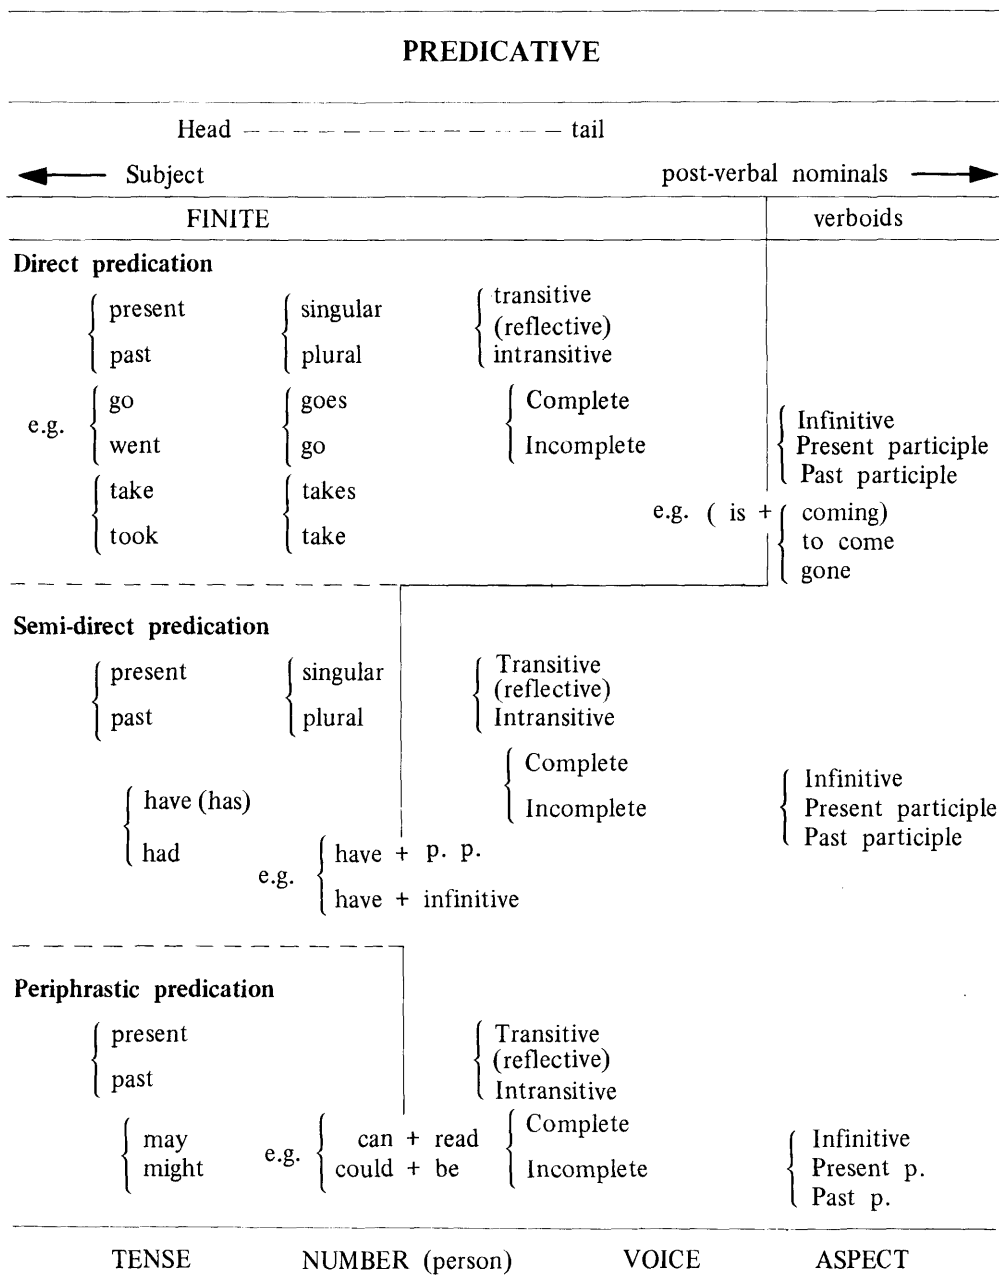 PREDICATIVE
Head tail
Subject post-verbal nominals
FINITE verboids
Direct predication
present singular transitive
(reflective)
past plural intransitive
e.g. go goes Complete
went go Incomplete
Infinitive
Present participle
Past participle
take takes
took take
e.g. ( is + coming)
to come
gone
Semi-direct predication
present singular Transitive
(reflective)
past plural Intransitive
Complete
Incomplete
have (has)
had
Infinitive
Present participle
Past participle
e.g. have + p. p.
have + infinitive
Periphrastic predication
present Transitive
(reflective)
past Intransitive
may e.g. can + read Complete
might could + be Incomplete
Infinitive
Present p.
Past p.
TENSE NUMBER (person) VOICE ASPECT